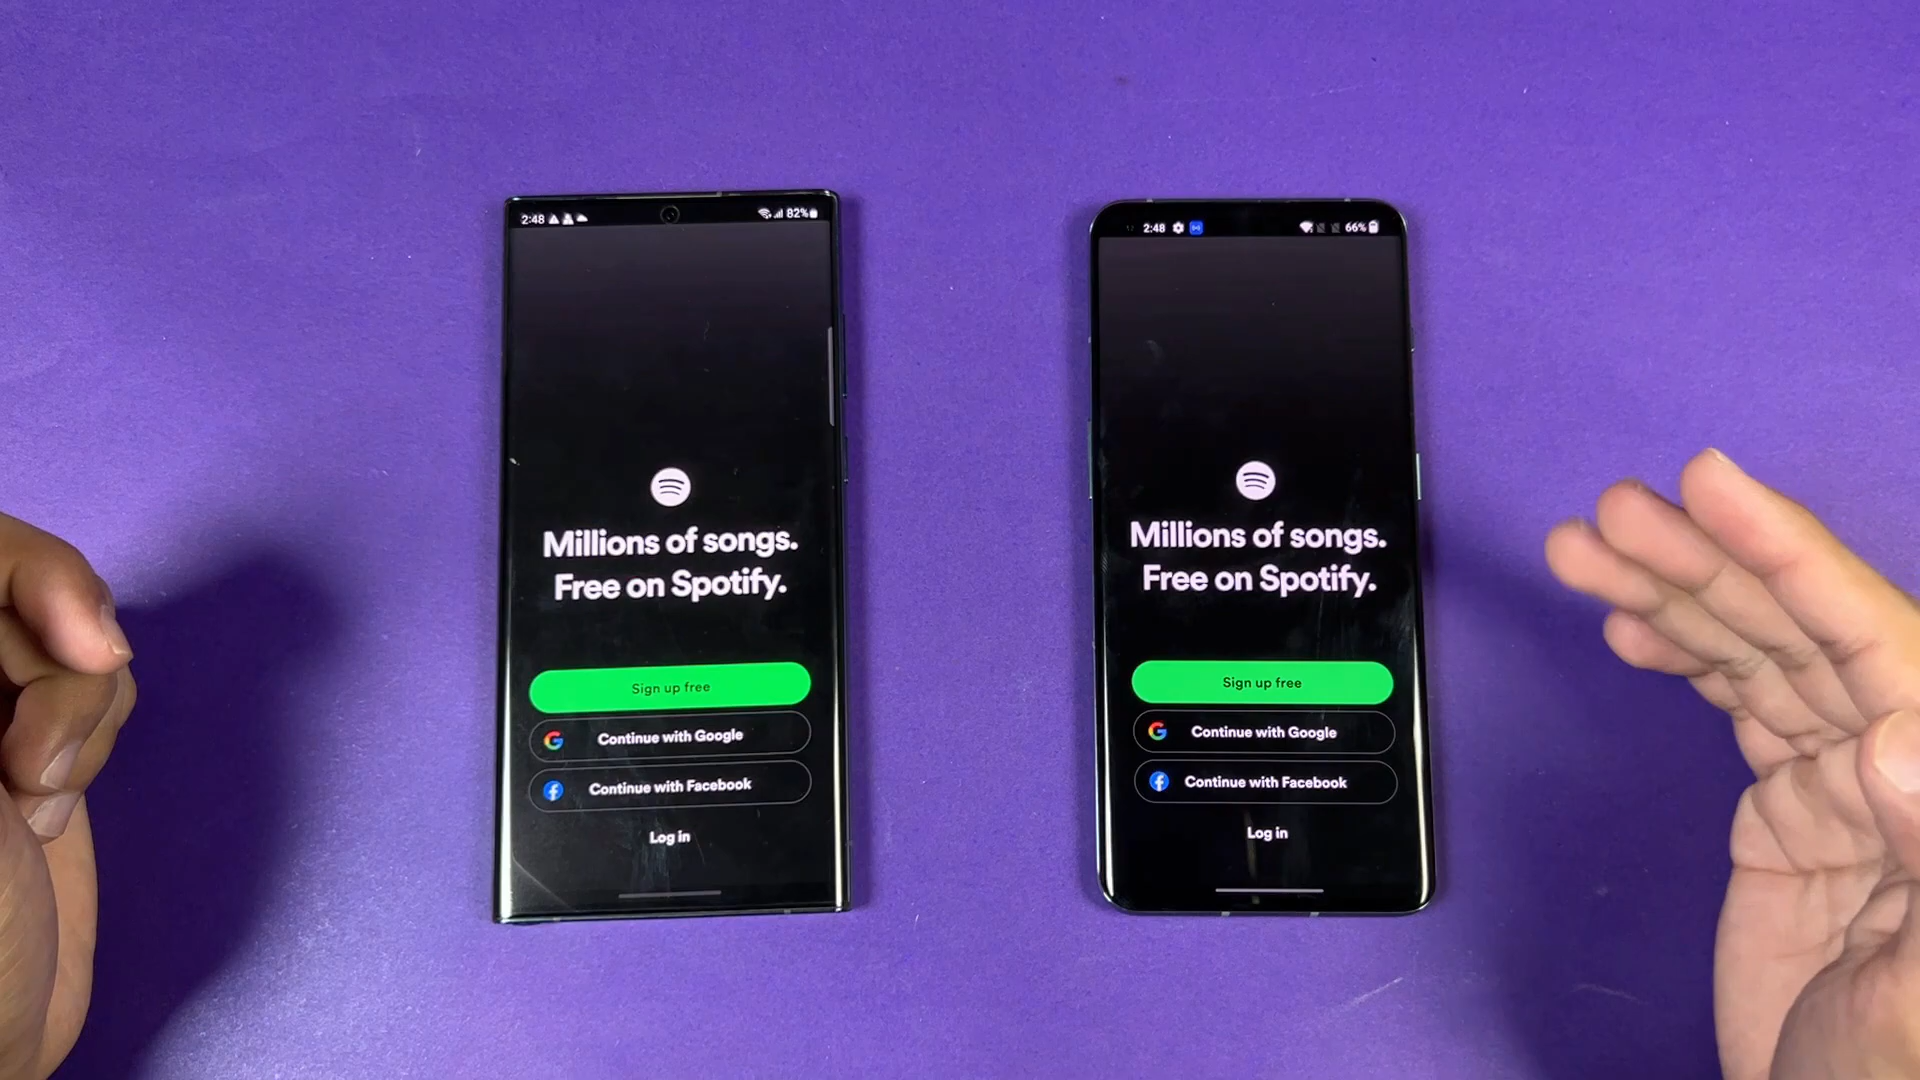 2:48 82%
Millions of songs.
Free on Spotify.
Sign up free
Continue with Google
Continue with Facebook
Log in
2:48 66%
Millions of songs.
Free on Spotify.
Sign up free
Continue with Google
Continue with Facebook
Log in